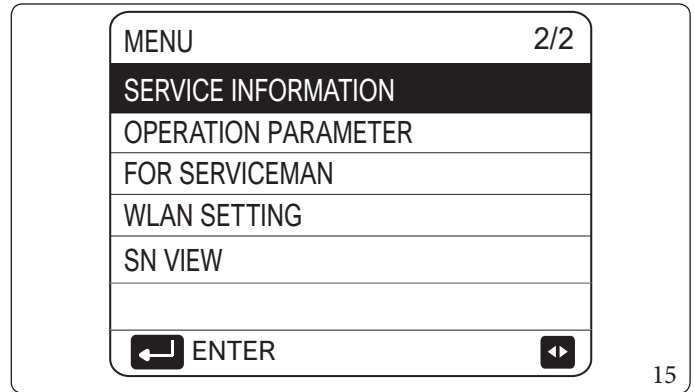 MENU 2/2
SERVICE INFORMATION
OPERATION PARAMETER
FOR SERVICEMAN
WLAN SETTING
SN VIEW
ENTER
15